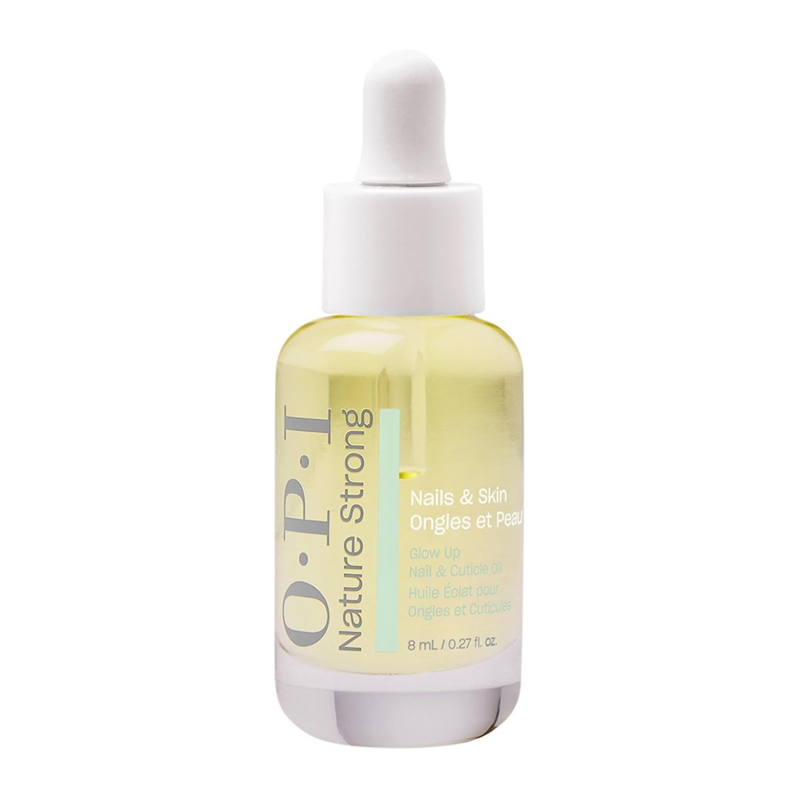 O·P·I
Nature Strong
Nails & Skin
Ongles et Peau
Glow Up
Nail & Cuticle Oil
Huile Éclat pour
Ongles et Cuticules
8 mL / 0.27 fl. oz.